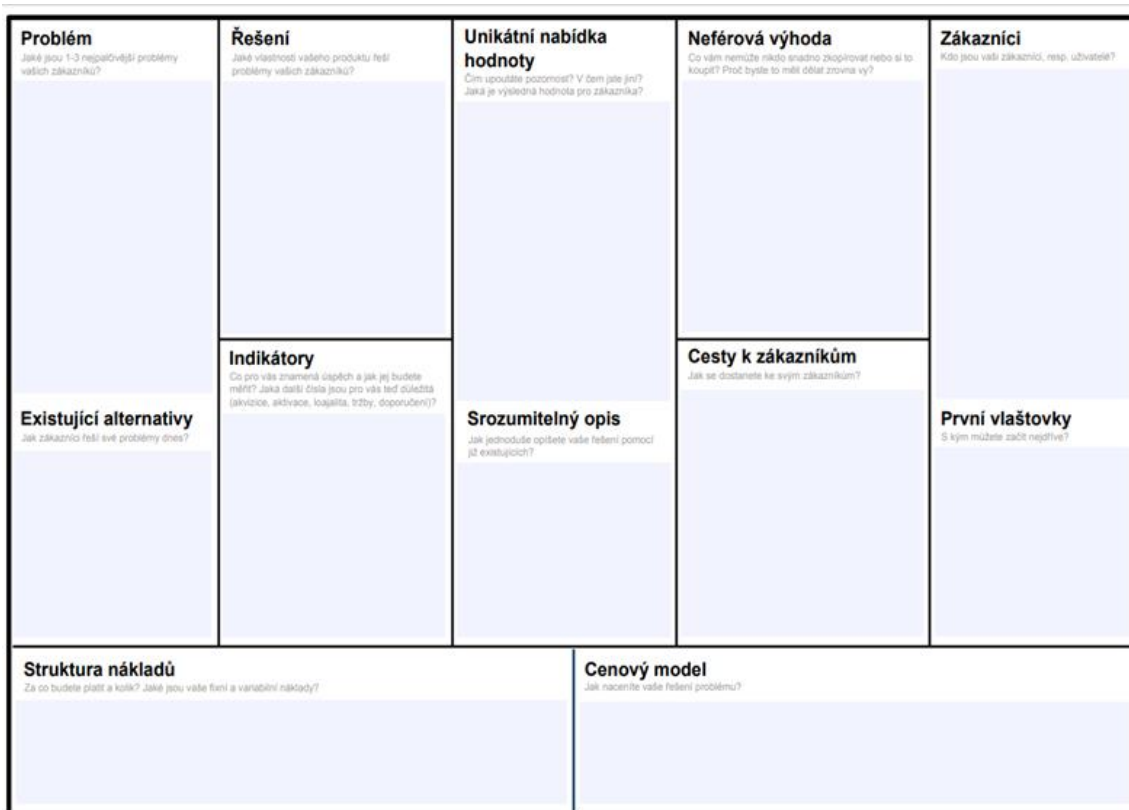 Problém
Jaké jsou 1-3 nejpalčivější problémy
vašich zákazníků?
Existující alternativy
Jak zákazníci řeší své problémy dnes?
Řešení
Jaké vlastnosti vašeho produktu řeší
problémy vašich zákazníků?
Indikátory
Co pro vás znamená úspěch a jak jej budete
měřit? Jaká další čísla jsou pro vás teď důležitá
(akvizice, aktivace, loajalita, tržby, doporučení)?
Unikátní nabídka
hodnoty
Čím upoutáte pozornost? V čem jste jiní?
Jaká je výsledná hodnota pro zákazníka?
Srozumitelný opis
Jak jednoduše opíšete vaše řešení pomocí
již existujících?
Neférová výhoda
Co vám nemůže nikdo snadno zkopírovat nebo si to
koupit? Proč byste to měli dělat zrovna vy?
Cesty k zákazníkům
Jak se dostanete ke svým zákazníkům?
Zákazníci
Kdo jsou vaši zákazníci, resp. uživatelé?
První vlaštovky
S kým můžete začít nejdříve?
Struktura nákladů
Za co budete platit a kolik? Jaké jsou vaše fixní a variabilní náklady?
Cenový model
Jak naceníte vaše řešení problému?